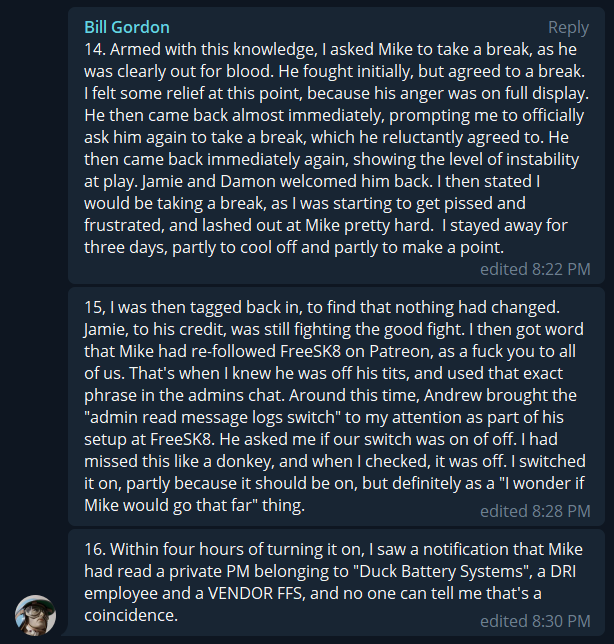 Bill Gordon
Reply
14. Armed with this knowledge, I asked Mike to take a break, as he
was clearly out for blood. He fought initially, but agreed to a break.
I felt some relief at this point, because his anger was on full display.
He then came back almost immediately, prompting me to officially
ask him again to take a break, which he reluctantly agreed to. He
then came back immediately again, showing the level of instability
at play. Jamie and Damon welcomed him back. I then stated I
would be taking a break, as I was starting to get pissed and
frustrated, and lashed out at Mike pretty hard.  I stayed away for
three days, partly to cool off and partly to make a point.
edited 8:22 PM
15, I was then tagged back in, to find that nothing had changed.
Jamie, to his credit, was still fighting the good fight. I then got word
that Mike had re-followed FreeSK8 on Patreon, as a fuck you to all
of us. That's when I knew he was off his tits, and used that exact
phrase in the admins chat. Around this time, Andrew brought the
"admin read message logs switch" to my attention as part of his
setup at FreeSK8. He asked me if our switch was on of off. I had
missed this like a donkey, and when I checked, it was off. I switched
it on, partly because it should be on, but definitely as a "I wonder if
Mike would go that far" thing.
edited 8:28 PM
16. Within four hours of turning it on, I saw a notification that Mike
had read a private PM belonging to "Duck Battery Systems", a DRI
employee and a VENDOR FFS, and no one can tell me that's a
coincidence.
edited 8:30 PM